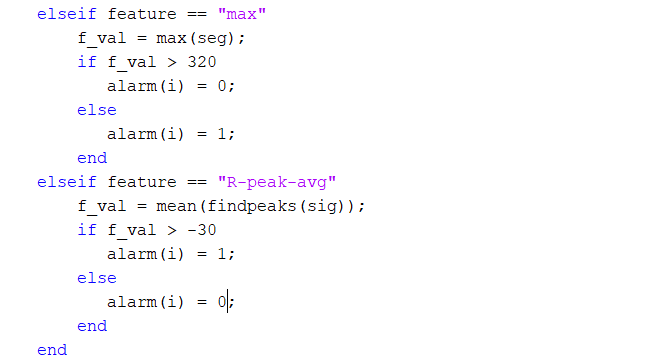 elseif feature == "max"
    f_val = max(seg);
    if f_val > 320
       alarm(i) = 0;
    else
       alarm(i) = 1;
    end
elseif feature == "R-peak-avg"
    f_val = mean(findpeaks(sig));
    if f_val > -30
       alarm(i) = 1;
    else
       alarm(i) = 0;
    end
end